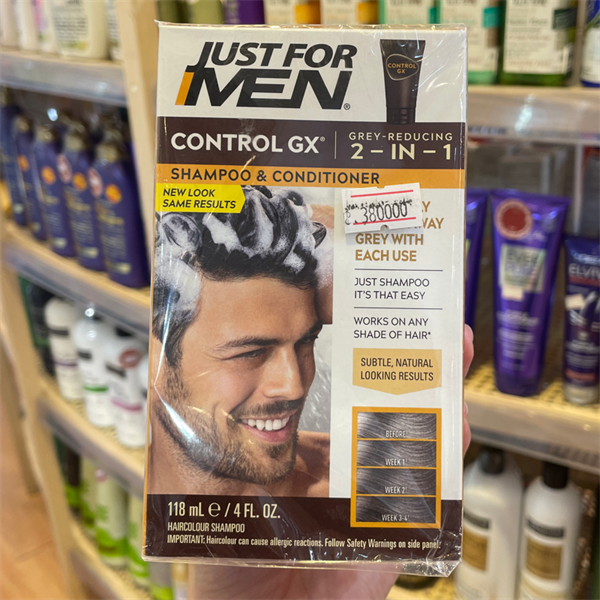 JUST FOR
MEN®
CONTROL GX
CONTROL GX®
GREY-REDUCING
2-IN-1
SHAMPOO & CONDITIONER
NEW LOOK
SAME RESULTS
380000
WAY
GREY WITH
EACH USE
JUST SHAMPOO
IT'S THAT EASY
WORKS ON ANY
SHADE OF HAIR*
SUBTLE, NATURAL
LOOKING RESULTS
BEFORE
WEEK 1
WEEK 2
WEEK 3-4
118 mL ℮ / 4 FL. OZ.
HAIRCOLOUR SHAMPOO
IMPORTANT: Haircolour can cause allergic reactions. Follow Safety Warnings on side panel.